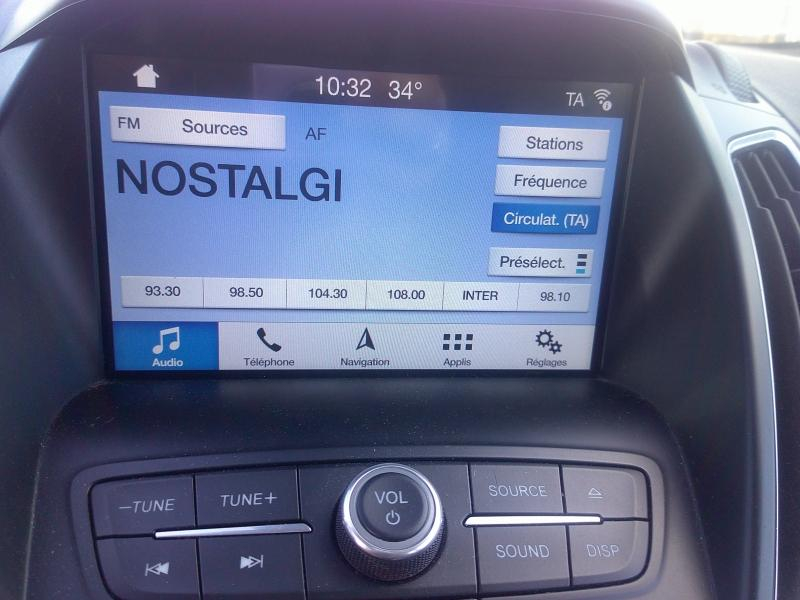 10:32 34° TA
FM Sources AF
Stations
NOSTALGI
Fréquence
Circulat. (TA)
Présélect.
93.30 98.50 104.30 108.00 INTER 98.10
Audio Téléphone Navigation Applis Réglages
VOL
–TUNE TUNE+ SOURCE
SOUND DISP